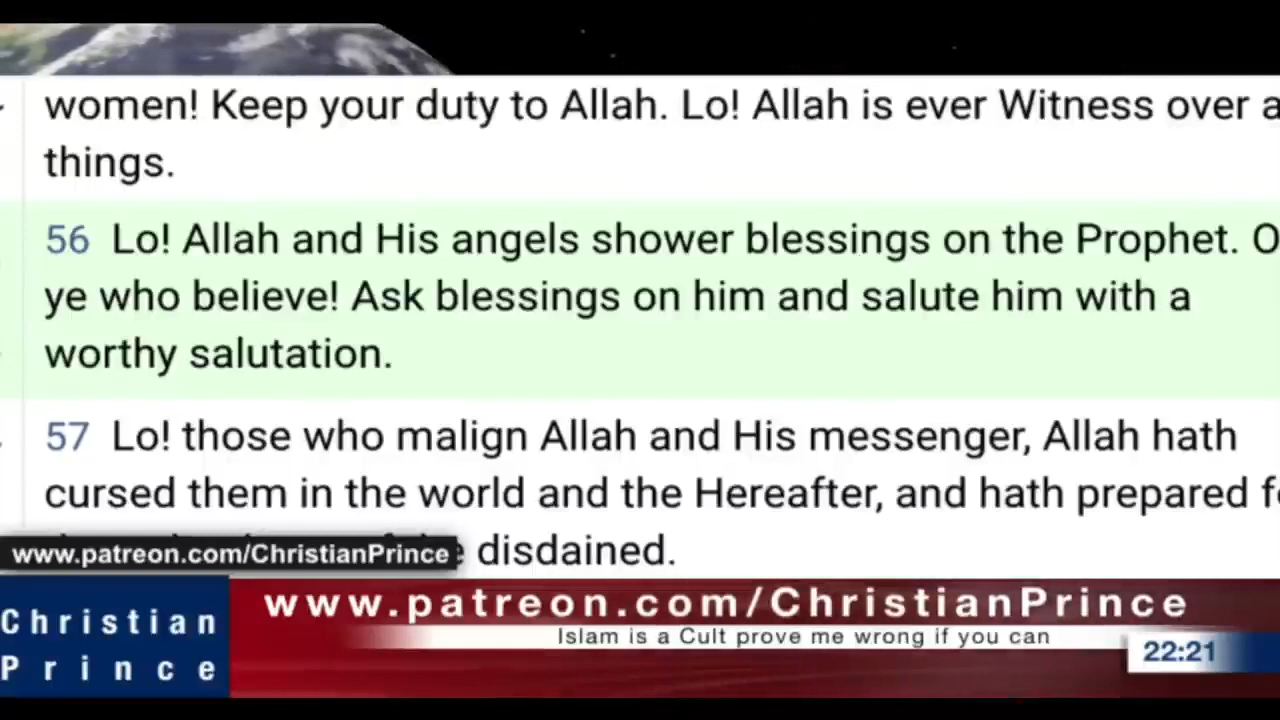 women! Keep your duty to Allah. Lo! Allah is ever Witness over a
things.
56 Lo! Allah and His angels shower blessings on the Prophet. O
ye who believe! Ask blessings on him and salute him with a
worthy salutation.
57 Lo! those who malign Allah and His messenger, Allah hath
cursed them in the world and the Hereafter, and hath prepared f
disdained.
www.patreon.com/ChristianPrince
www.patreon.com/ChristianPrince
Islam is a Cult prove me wrong if you can
Christian
Prince
22:21